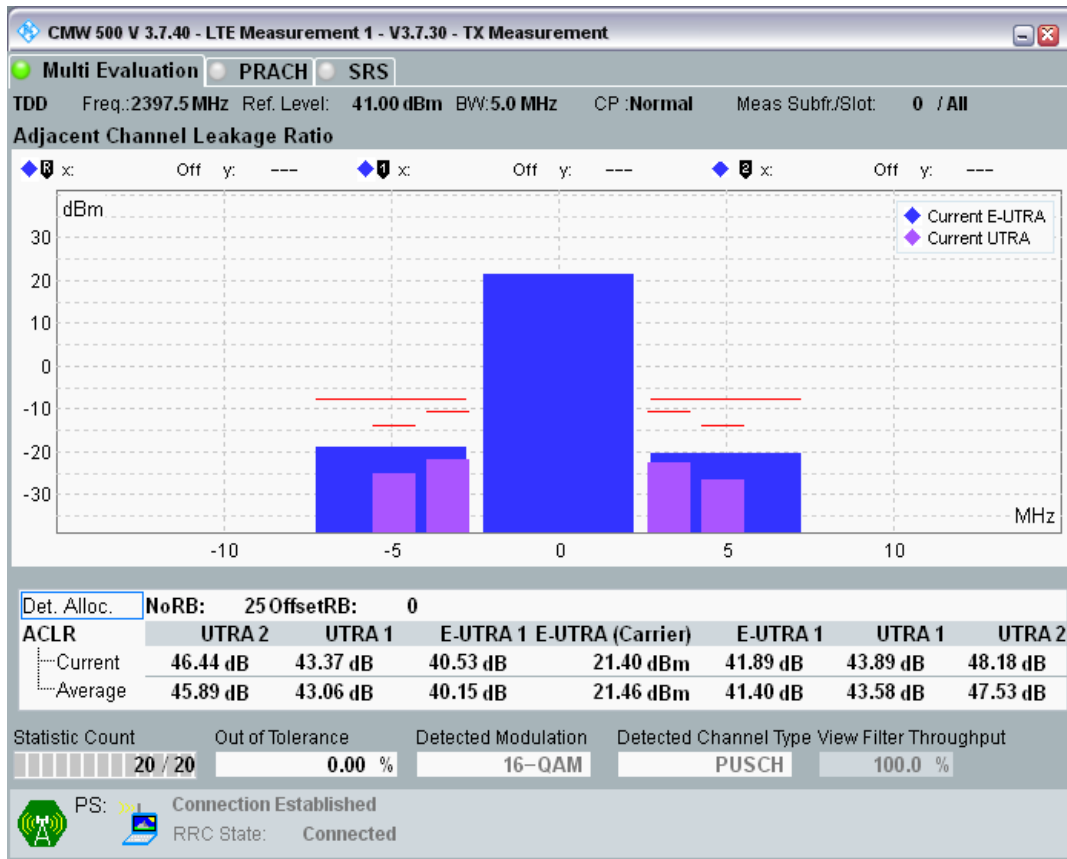 CMW 500 V 3.7.40 - LTE Measurement 1 - V3.7.30 - TX Measurement
Multi Evaluation PRACH SRS
TDD Freq.:2397.5 MHz Ref. Level: 41.00 dBm BW:5.0 MHz CP :Normal Meas Subfr./Slot: 0 / All
Adjacent Channel Leakage Ratio
R x: Off y: --- 1 x: Off y: --- 2 x: Off y: ---
dBm
Current E-UTRA
Current UTRA
30
20
10
0
-10
-20
-30
MHz
-10 -5 0 5 10
Det. Alloc. NoRB: 25 OffsetRB: 0
ACLR UTRA 2 UTRA 1 E-UTRA 1 E-UTRA (Carrier) E-UTRA 1 UTRA 1 UTRA 2
Current 46.44 dB 43.37 dB 40.53 dB 21.40 dBm 41.89 dB 43.89 dB 48.18 dB
Average 45.89 dB 43.06 dB 40.15 dB 21.46 dBm 41.40 dB 43.58 dB 47.53 dB
Statistic Count Out of Tolerance Detected Modulation Detected Channel Type View Filter Throughput
20 / 20 0.00 % 16-QAM PUSCH 100.0 %
PS: Connection Established
RRC State: Connected